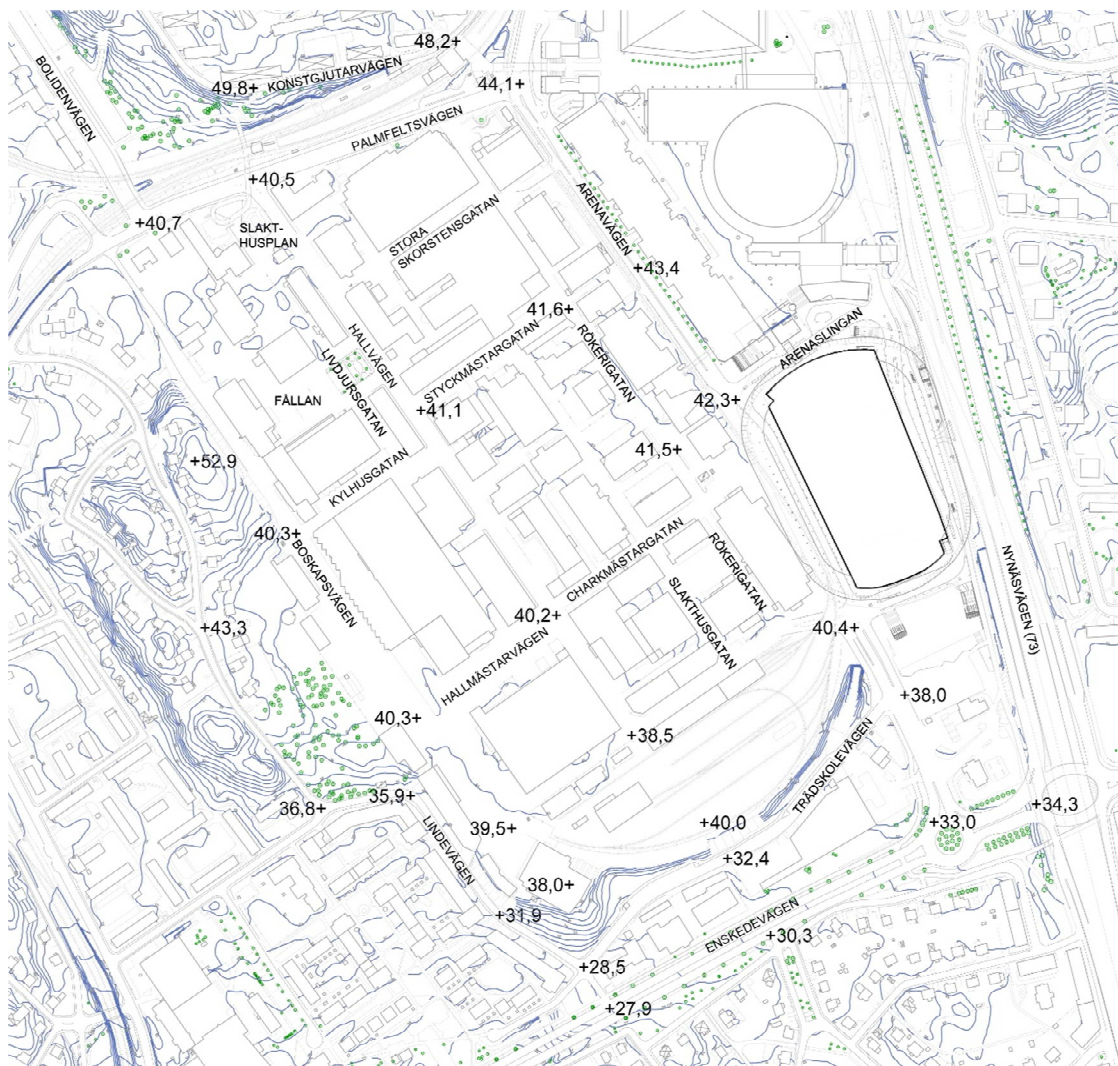 48,2+
KONSTGJUTARVÄGEN
49,8+
44,1+
BOLIDENVÄGEN
PALMFELTSVÄGEN
+40,5
+40,7
SLAKT-
HUSPLAN
STORA
SKORSTENSGATAN
ARENAVÄGEN
+43,4
41,6+
HALLVÄGEN
LIVDJURSGATAN
STYCKMÄSTARGATAN
RÖKERIGATAN
ARENASLINGAN
FÅLLAN
+41,1
42,3+
41,5+
+52,9
KYLHUSGATAN
40,3+
BOSKAPSVÄGEN
CHARKMÄSTARGATAN
RÖKERIGATAN
SLAKTHUSGATAN
NYNÄSVÄGEN (73)
40,2+
+43,3
40,4+
HALLMÄSTARVÄGEN
+38,0
40,3+
+38,5
TRÄDSKOLEVÄGEN
36,8+
35,9+
+34,3
LINDEVÄGEN
39,5+
+40,0
+33,0
+32,4
38,0+
+31,9
ENSKEDEVÄGEN
+30,3
+28,5
+27,9